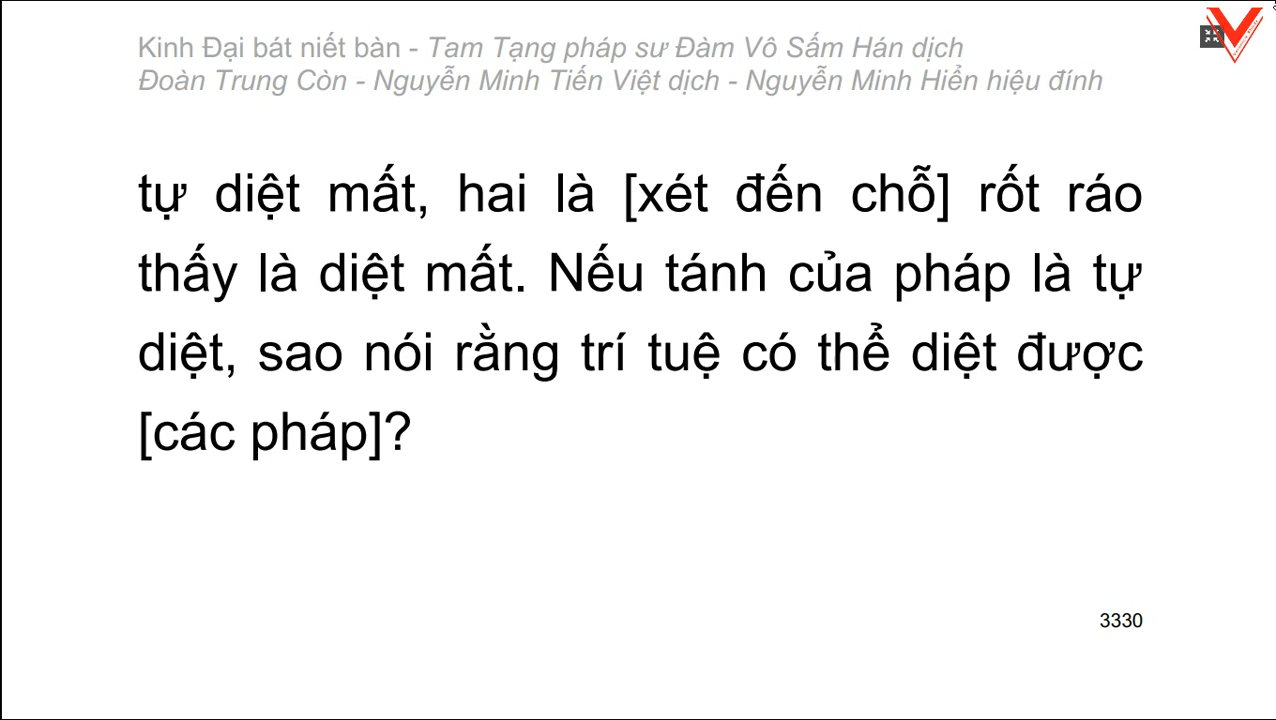 Kinh Đại bát niết bàn - Tam Tạng pháp sư Đàm Vô Sấm Hán dịch
Đoàn Trung Còn - Nguyễn Minh Tiến Việt dịch - Nguyễn Minh Hiển hiệu đính
tự diệt mất, hai là [xét đến chỗ] rốt ráo
thấy là diệt mất. Nếu tánh của pháp là tự
diệt, sao nói rằng trí tuệ có thể diệt được
[các pháp]?
3330